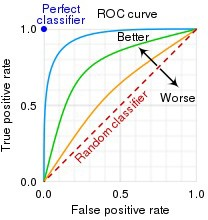 Perfect
classifier
ROC curve
1.0
Better
0.5
Worse
Random classifier
0.0
0.0 0.5 1.0
True positive rate
False positive rate